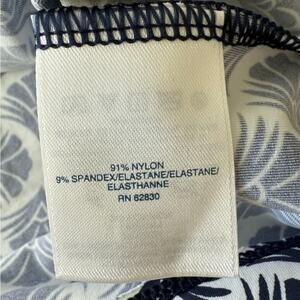 91% NYLON
9% SPANDEX/ELASTANE/ELASTANE/
ELASTHANNE
RN 62830